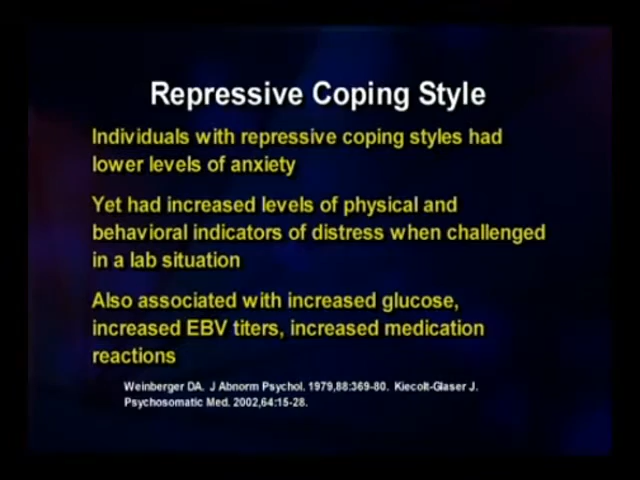 Repressive Coping Style
Individuals with repressive coping styles had
lower levels of anxiety
Yet had increased levels of physical and
behavioral indicators of distress when challenged
in a lab situation
Also associated with increased glucose,
increased EBV titers, increased medication
reactions
Weinberger DA.  J Abnorm Psychol. 1979,88:369-80.  Kiecolt-Glaser J.
Psychosomatic Med. 2002,64:15-28.